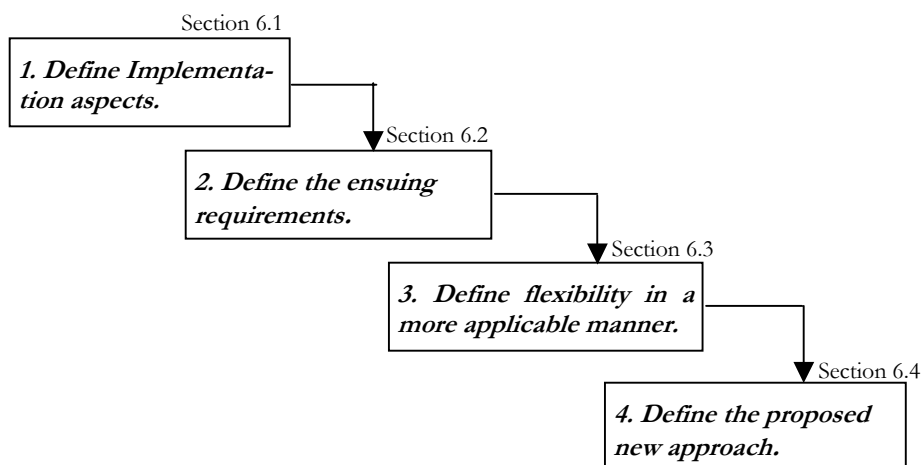 Section 6.1
1. Define Implementa-
tion aspects.
Section 6.2
2. Define the ensuing
requirements.
Section 6.3
3. Define flexibility in a
more applicable manner.
Section 6.4
4. Define the proposed
new approach.